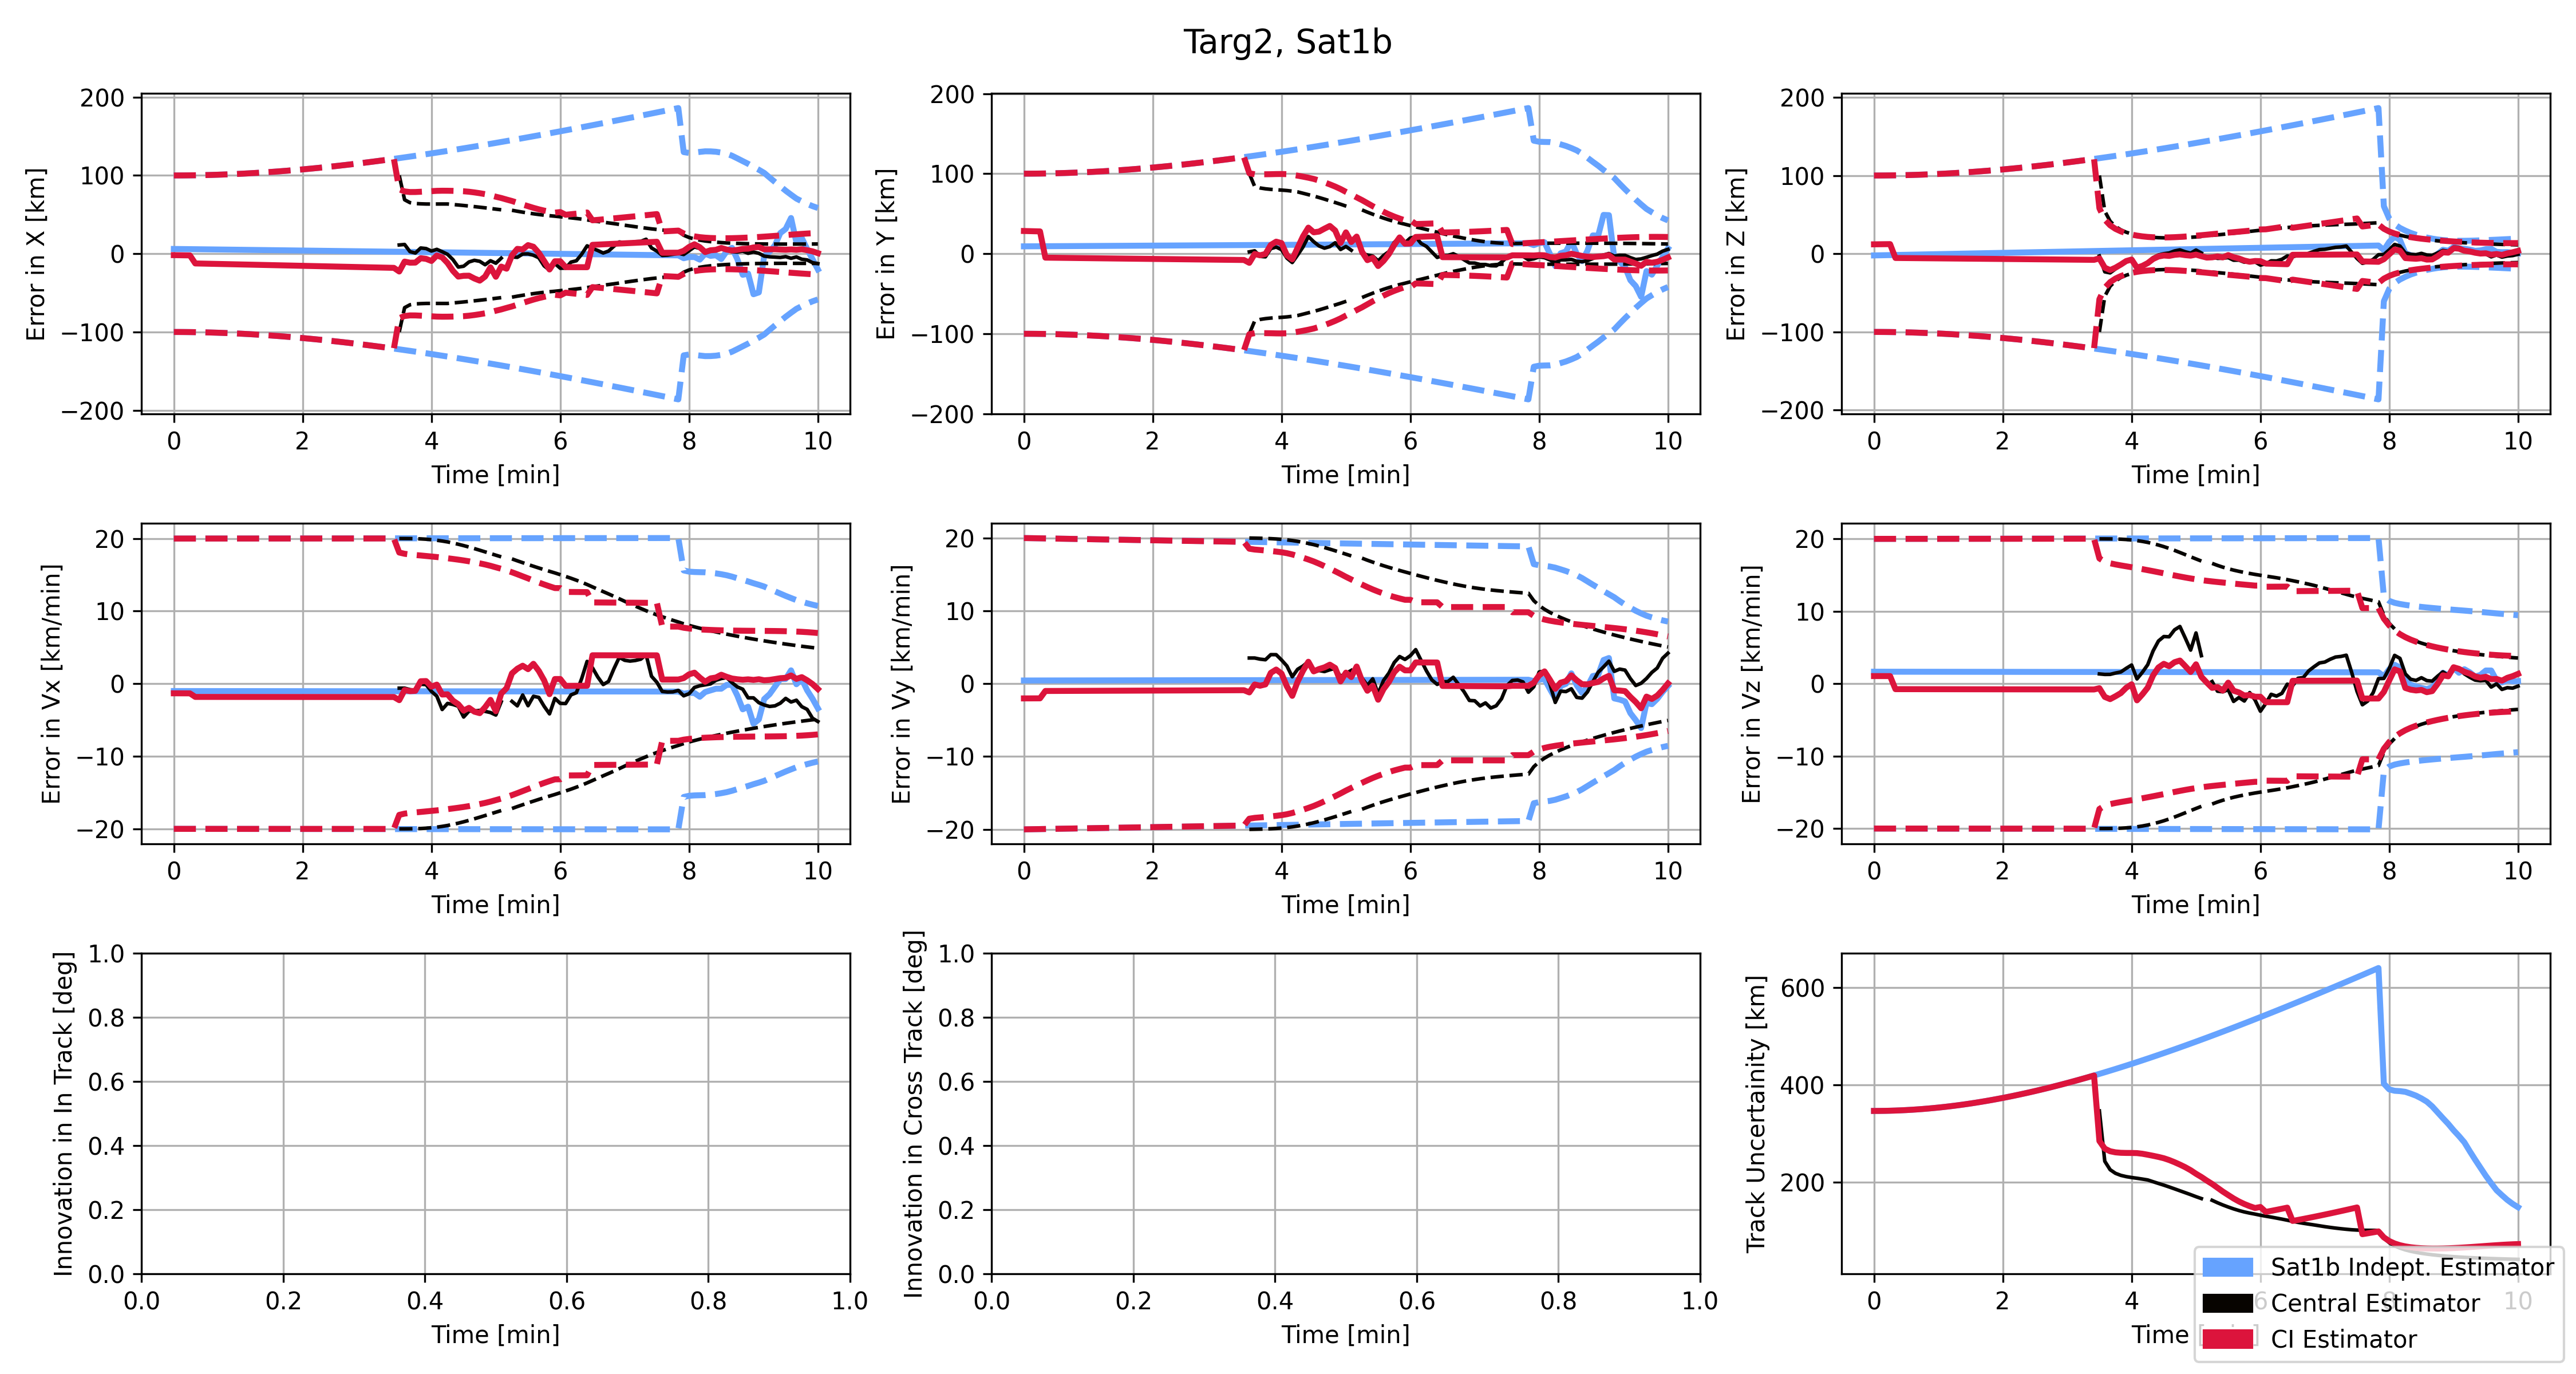 Targ2, Sat1b
Error in X [km]
200
100
0
−100
−200
0 2 4 6 8 10
Time [min]
Error in Y [km]
200
100
0
−100
−200
0 2 4 6 8 10
Time [min]
Error in Z [km]
200
100
0
−100
−200
0 2 4 6 8 10
Time [min]
Error in Vx [km/min]
20
10
0
−10
−20
0 2 4 6 8 10
Time [min]
Error in Vy [km/min]
20
10
0
−10
−20
0 2 4 6 8 10
Time [min]
Error in Vz [km/min]
20
10
0
−10
−20
0 2 4 6 8 10
Time [min]
Innovation in In Track [deg]
1.0
0.8
0.6
0.4
0.2
0.0
0.0 0.2 0.4 0.6 0.8 1.0
Time [min]
Innovation in Cross Track [deg]
1.0
0.8
0.6
0.4
0.2
0.0
0.0 0.2 0.4 0.6 0.8 1.0
Time [min]
Track Uncertainity [km]
600
400
200
0 2 4 6 8 10
Time
Sat1b Indept. Estimator
Central Estimator
CI Estimator